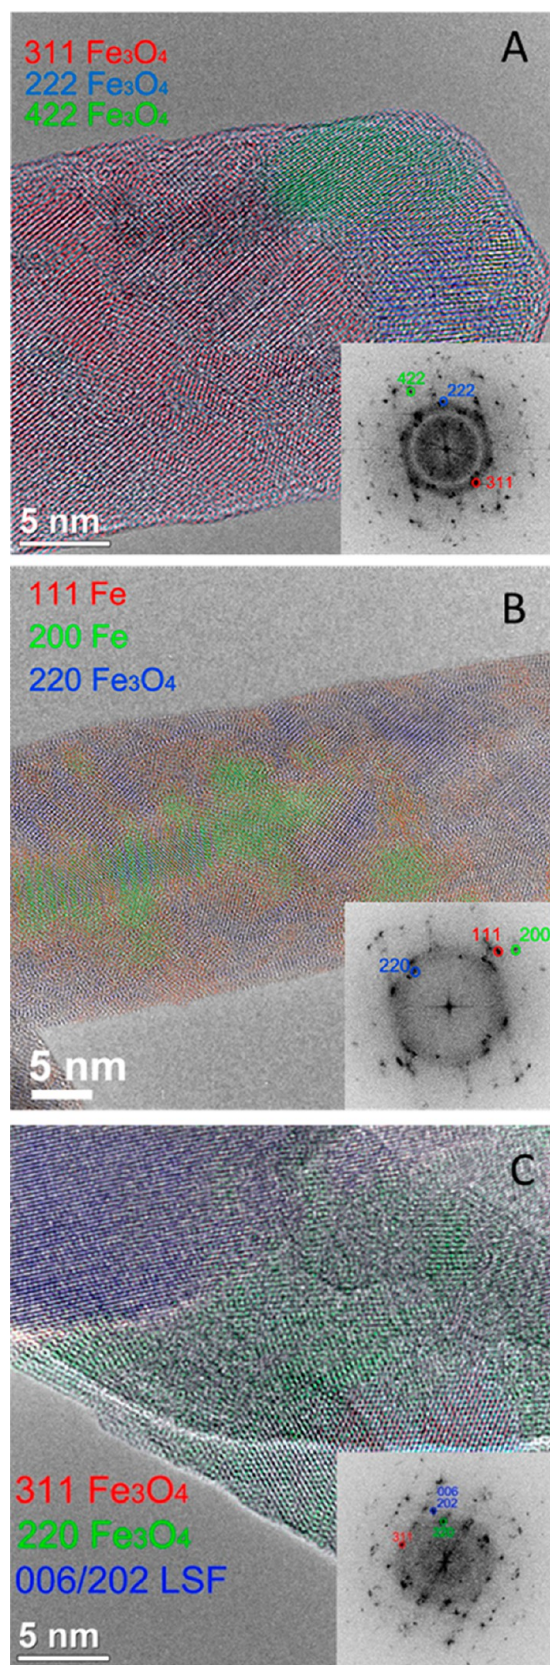 A
311 Fe₃O₄
222 Fe₃O₄
422 Fe₃O₄
422
222
311
5 nm
B
111 Fe
200 Fe
220 Fe₃O₄
111
200
220
5 nm
C
006
202
311
311 Fe₃O₄
220 Fe₃O₄
006/202 LSF
5 nm